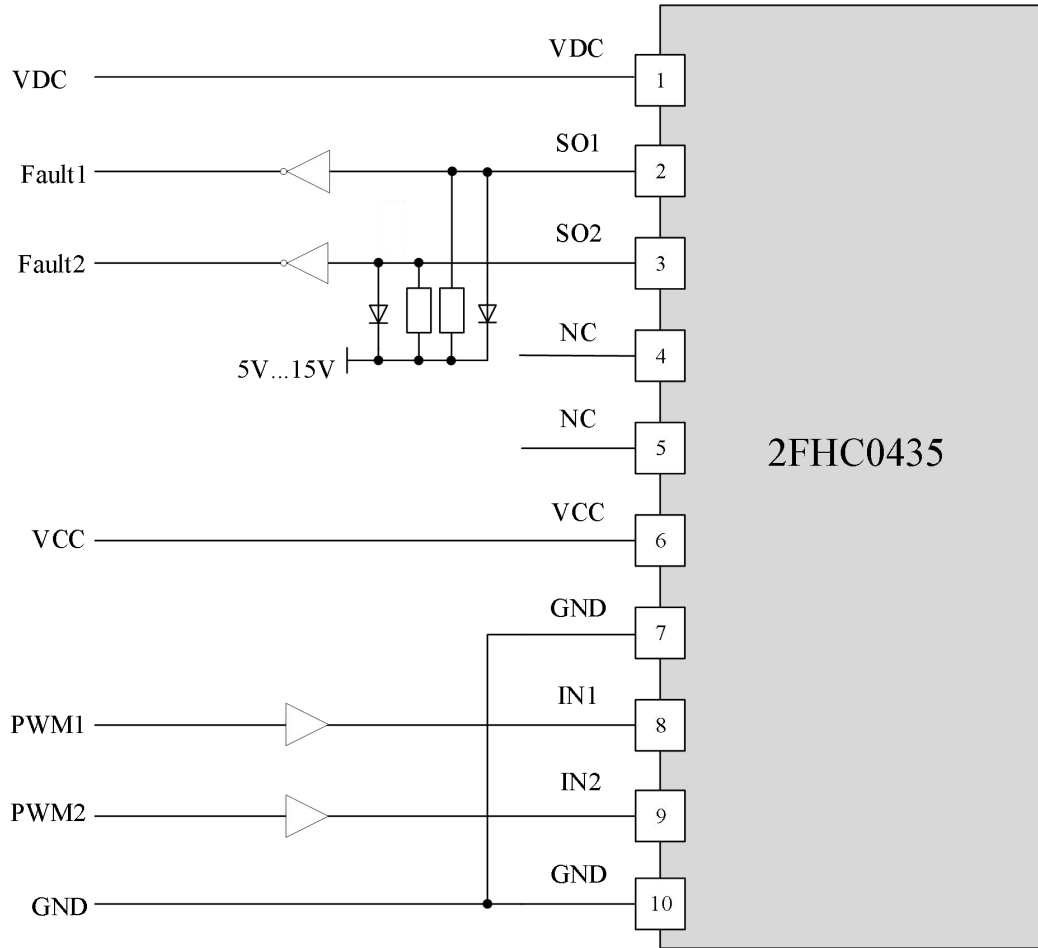 VDC
VDC
1
Fault1
SO1
2
Fault2
SO2
3
5V...15V
NC
4
NC
5
2FHC0435
VCC
VCC
6
GND
7
PWM1
IN1
8
PWM2
IN2
9
GND
GND
10